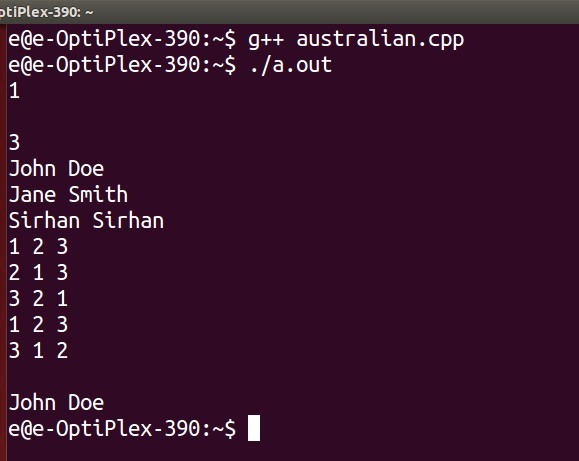 ptiPlex-390: ~
e@e-OptiPlex-390:~$ g++ australian.cpp
e@e-OptiPlex-390:~$ ./a.out
1
3
John Doe
Jane Smith
Sirhan Sirhan
1 2 3
2 1 3
3 2 1
1 2 3
3 1 2
John Doe
e@e-OptiPlex-390:~$